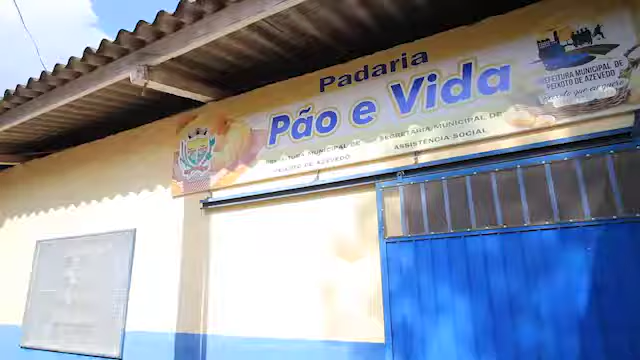 Padaria
Pão e Vida
PREFEITURA MUNICIPAL DE
PEIXOTO DE AZEVEDO
SECRETARIA MUNICIPAL DE
ASSISTÊNCIA SOCIAL
PREFEITURA MUNICIPAL DE
PEIXOTO DE AZEVEDO